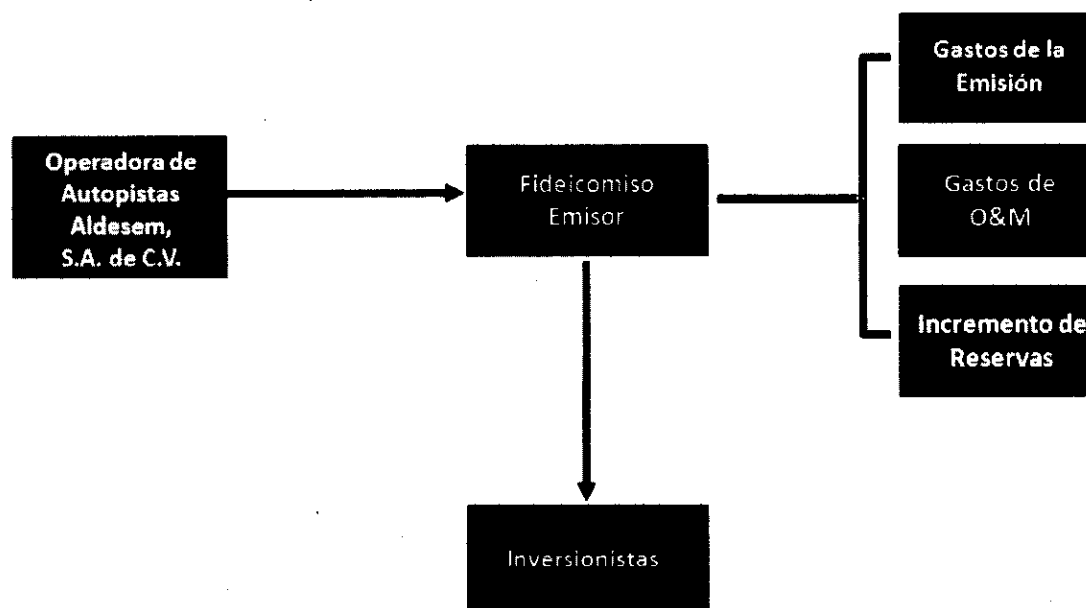 Gastos de la
Emisión
Operadora de
Autopistas
Aldesem,
S.A. de C.V.
Fideicomiso
Emisor
Gastos de
O&M
Incremento de
Reservas
Inversionistas